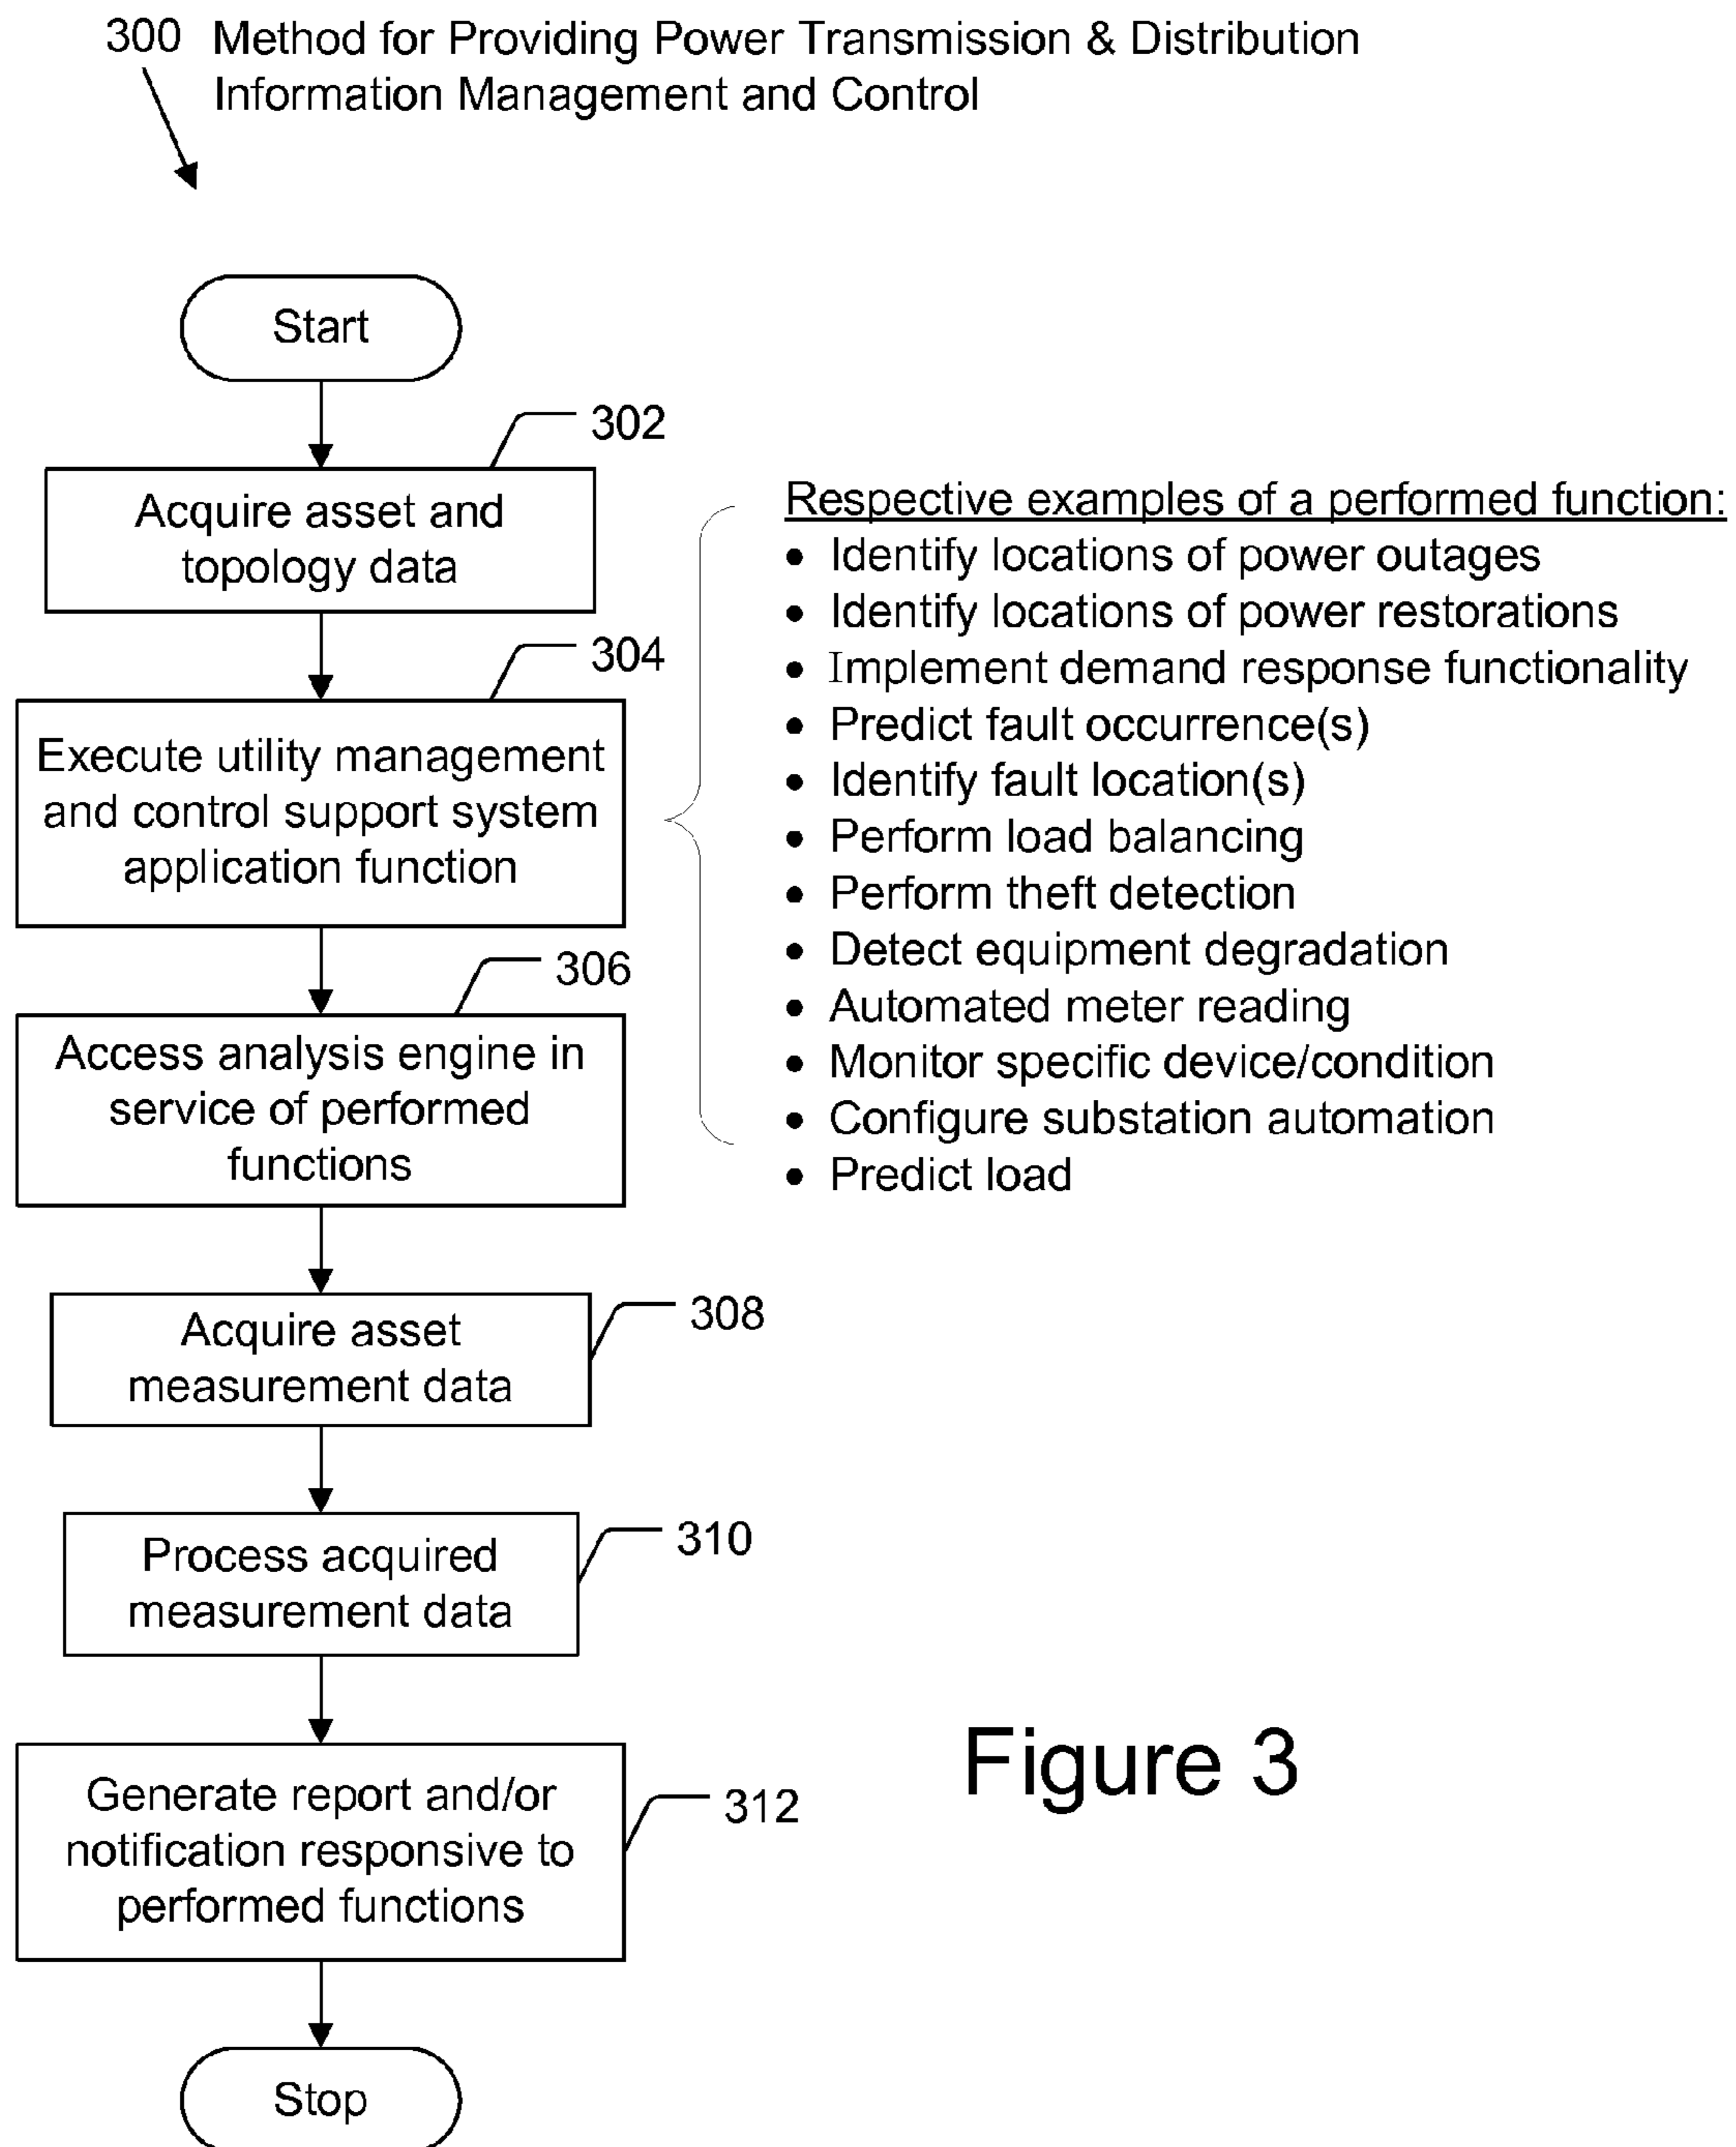 300 Method for Providing Power Transmission & Distribution
Information Management and Control
Start
302
Acquire asset and
topology data
304
Execute utility management
and control support system
application function
Respective examples of a performed function:
• Identify locations of power outages
• Identify locations of power restorations
• Implement demand response functionality
• Predict fault occurrence(s)
• Identify fault location(s)
• Perform load balancing
• Perform theft detection
• Detect equipment degradation
• Automated meter reading
• Monitor specific device/condition
• Configure substation automation
• Predict load
306
Access analysis engine in
service of performed
functions
308
Acquire asset
measurement data
310
Process acquired
measurement data
312
Generate report and/or
notification responsive to
performed functions
Stop
Figure 3